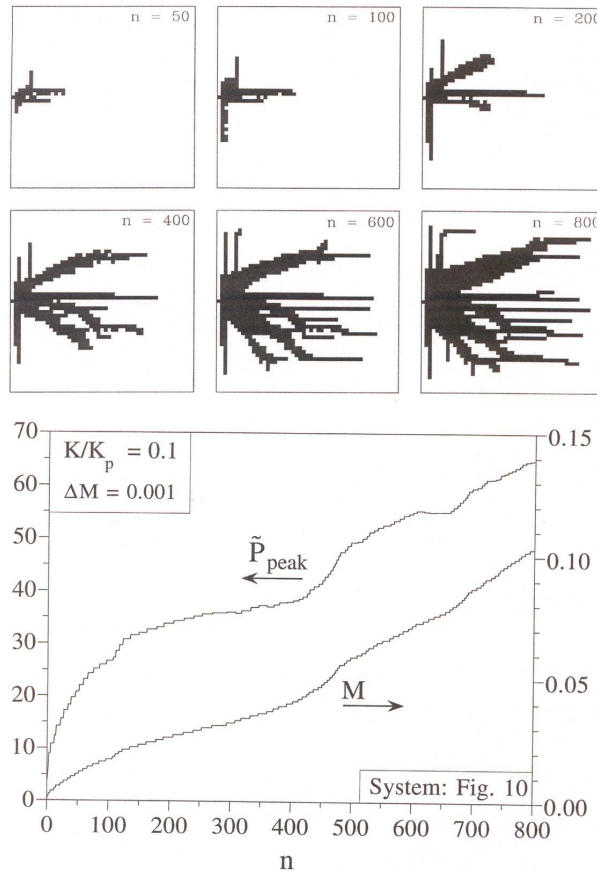 n = 50
n = 100
n = 200
n = 400
n = 600
n = 800
70
60
50
40
30
20
10
0
K/Kp = 0.1
ΔM = 0.001
P̃peak
M
System: Fig. 10
0.15
0.10
0.05
0.00
0 100 200 300 400 500 600 700 800
n